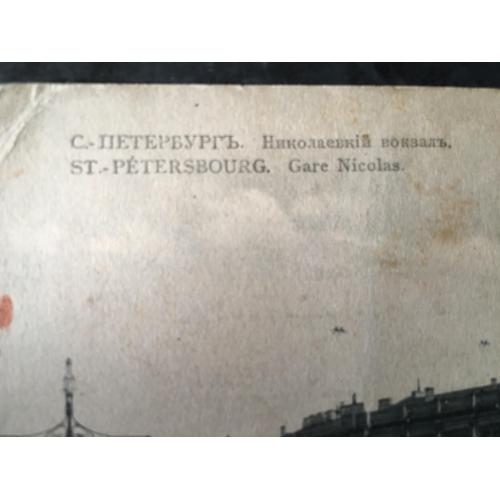 С.-ПЕТЕРБУРГЪ. Николаевкій вокзалъ.
ST.-PÉTERSBOURG. Gare Nicolas.